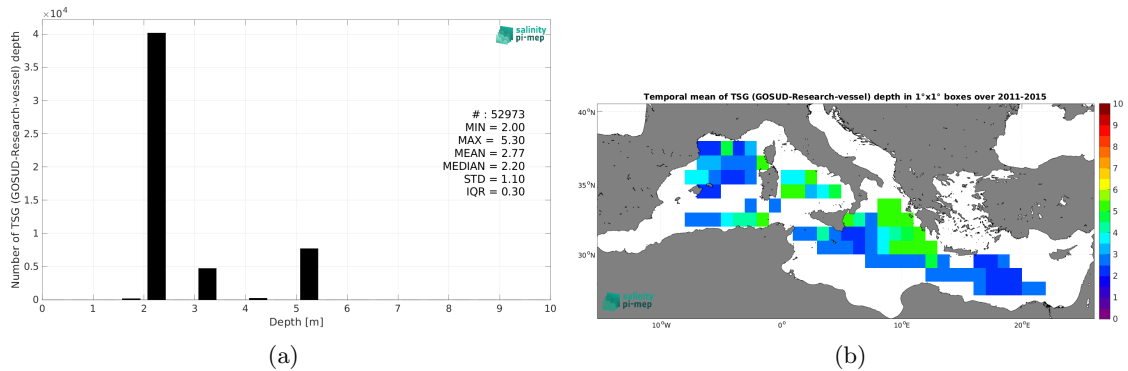 ×10⁴
4
3.5
3
2.5
2
1.5
1
0.5
0
Number of TSG (GOSUD-Research-vessel) depth
salinity
pi-mep
# : 52973
MIN = 2.00
MAX = 5.30
MEAN = 2.77
MEDIAN = 2.20
STD = 1.10
IQR = 0.30
0 1 2 3 4 5 6 7 8 9 10
Depth [m]
(a)
Temporal mean of TSG (GOSUD-Research-vessel) depth in 1°x1° boxes over 2011-2015
40°N
35°N
30°N
10°W 0° 10°E 20°E
salinity
pi-mep
10
9
8
7
6
5
4
3
2
1
0
(b)